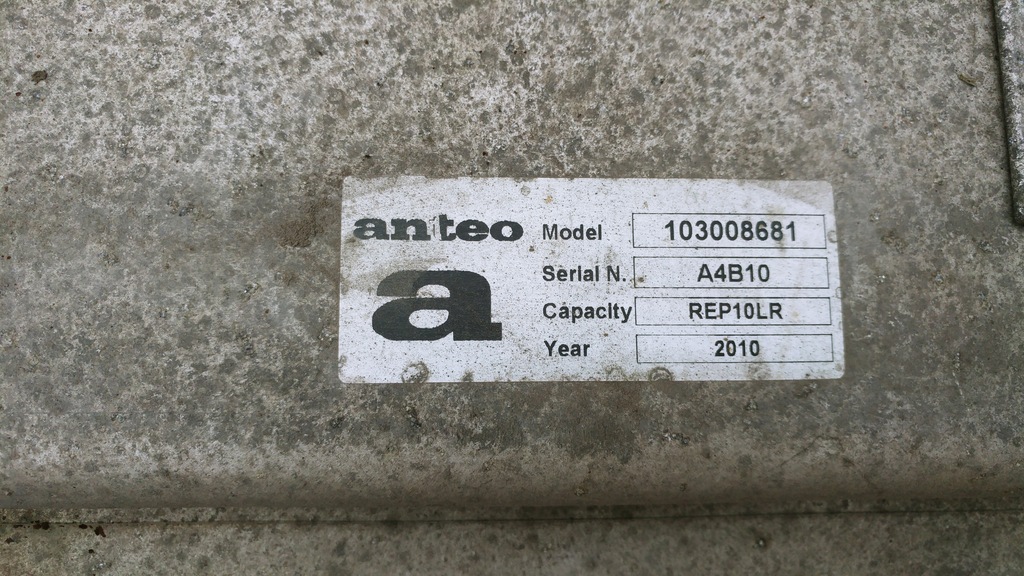 anteo
a
Model 103008681
Serial N. A4B10
Capacity REP10LR
Year 2010